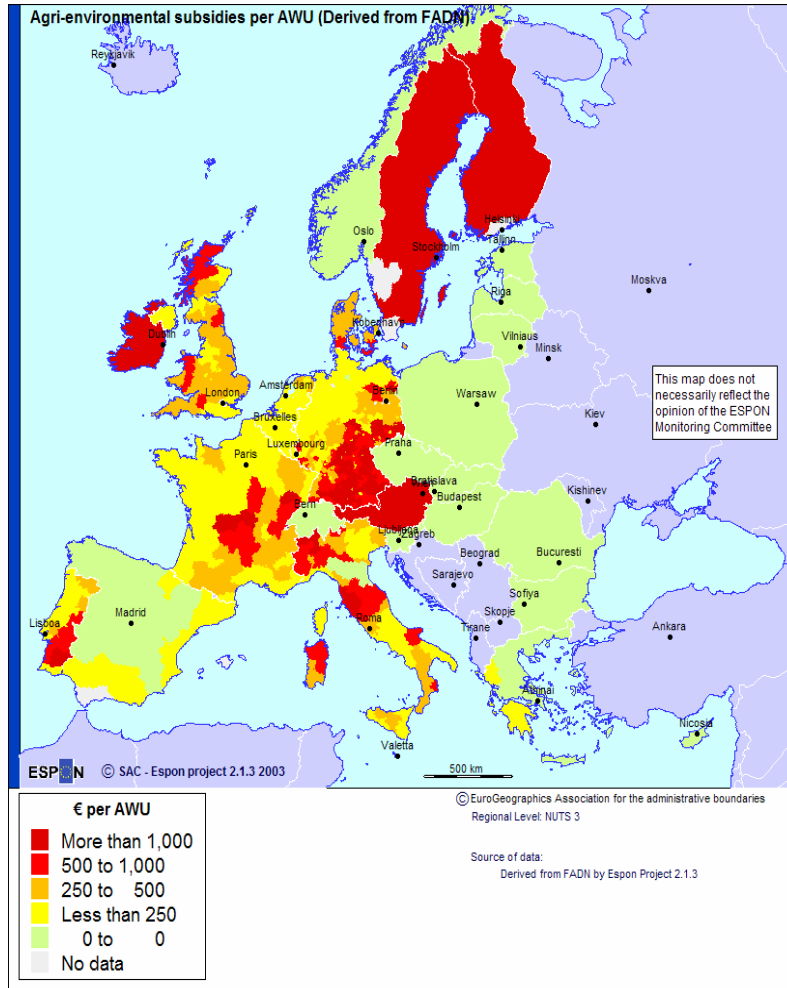 Agri-environmental subsidies per AWU (Derived from FADN)
Reykjavik
Oslo
Helsinki
Tallinn
Stockholm
Riga
Moskva
København
Vilniaus
Minsk
Dublin
London
Amsterdam
Berlin
Warsaw
This map does not
necessarily reflect the
opinion of the ESPON
Monitoring Committee
Bruxelles
Kiev
Luxembourg
Praha
Paris
Bratislava
Wien
Budapest
Kishinev
Bern
Ljubljana
Zagreb
Beograd
Bucuresti
Sarajevo
Sofiya
Skopje
Lisboa
Madrid
Roma
Tirane
Ankara
Athinai
Nicosia
Valetta
500 km
ESPON © SAC - Espon project 2.1.3 2003
© EuroGeographics Association for the administrative boundaries
Regional Level: NUTS 3
Source of data:
Derived from FADN by Espon Project 2.1.3
€ per AWU
More than 1,000
500 to 1,000
250 to 500
Less than 250
0 to 0
No data